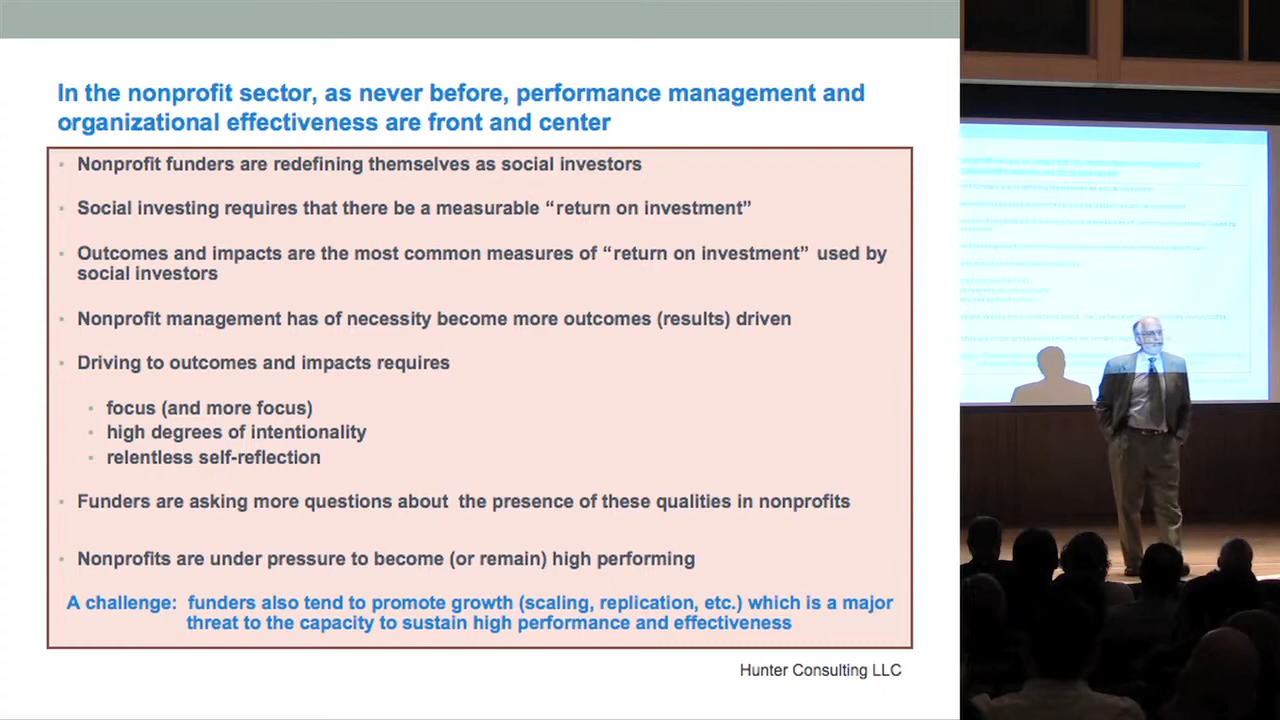 In the nonprofit sector, as never before, performance management and
organizational effectiveness are front and center
Nonprofit funders are redefining themselves as social investors
Social investing requires that there be a measurable “return on investment”
Outcomes and impacts are the most common measures of “return on investment” used by
social investors
Nonprofit management has of necessity become more outcomes (results) driven
Driving to outcomes and impacts requires
focus (and more focus)
high degrees of intentionality
relentless self-reflection
Funders are asking more questions about the presence of these qualities in nonprofits
Nonprofits are under pressure to become (or remain) high performing
A challenge: funders also tend to promote growth (scaling, replication, etc.) which is a major
threat to the capacity to sustain high performance and effectiveness
Hunter Consulting LLC